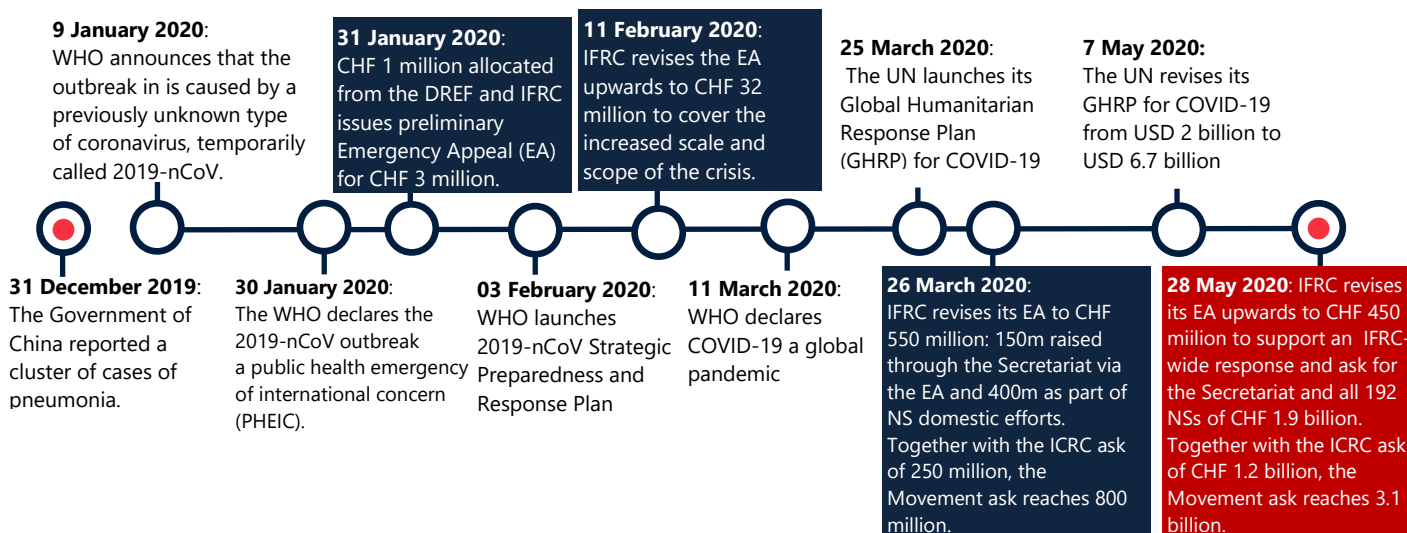 9 January 2020:
WHO announces that the
outbreak in is caused by a
previously unknown type
of coronavirus, temporarily
called 2019-nCoV.
31 January 2020:
CHF 1 million allocated
from the DREF and IFRC
issues preliminary
Emergency Appeal (EA)
for CHF 3 million.
11 February 2020:
IFRC revises the EA
upwards to CHF 32
million to cover the
increased scale and
scope of the crisis.
25 March 2020:
The UN launches its
Global Humanitarian
Response Plan
(GHRP) for COVID-19
7 May 2020:
The UN revises its
GHRP for COVID-19
from USD 2 billion to
USD 6.7 billion
31 December 2019:
The Government of
China reported a
cluster of cases of
pneumonia.
30 January 2020:
The WHO declares the
2019-nCoV outbreak
a public health emergency
of international concern
(PHEIC).
03 February 2020:
WHO launches
2019-nCoV Strategic
Preparedness and
Response Plan
11 March 2020:
WHO declares
COVID-19 a global
pandemic
26 March 2020:
IFRC revises its EA to CHF
550 million: 150m raised
through the Secretariat via
the EA and 400m as part of
NS domestic efforts.
Together with the ICRC ask
of 250 million, the
Movement ask reaches 800
million.
28 May 2020: IFRC revises
its EA upwards to CHF 450
miilion to support an IFRC-
wide response and ask for
the Secretariat and all 192
NSs of CHF 1.9 billion.
Together with the ICRC ask
of CHF 1.2 billion, the
Movement ask reaches 3.1
billion.